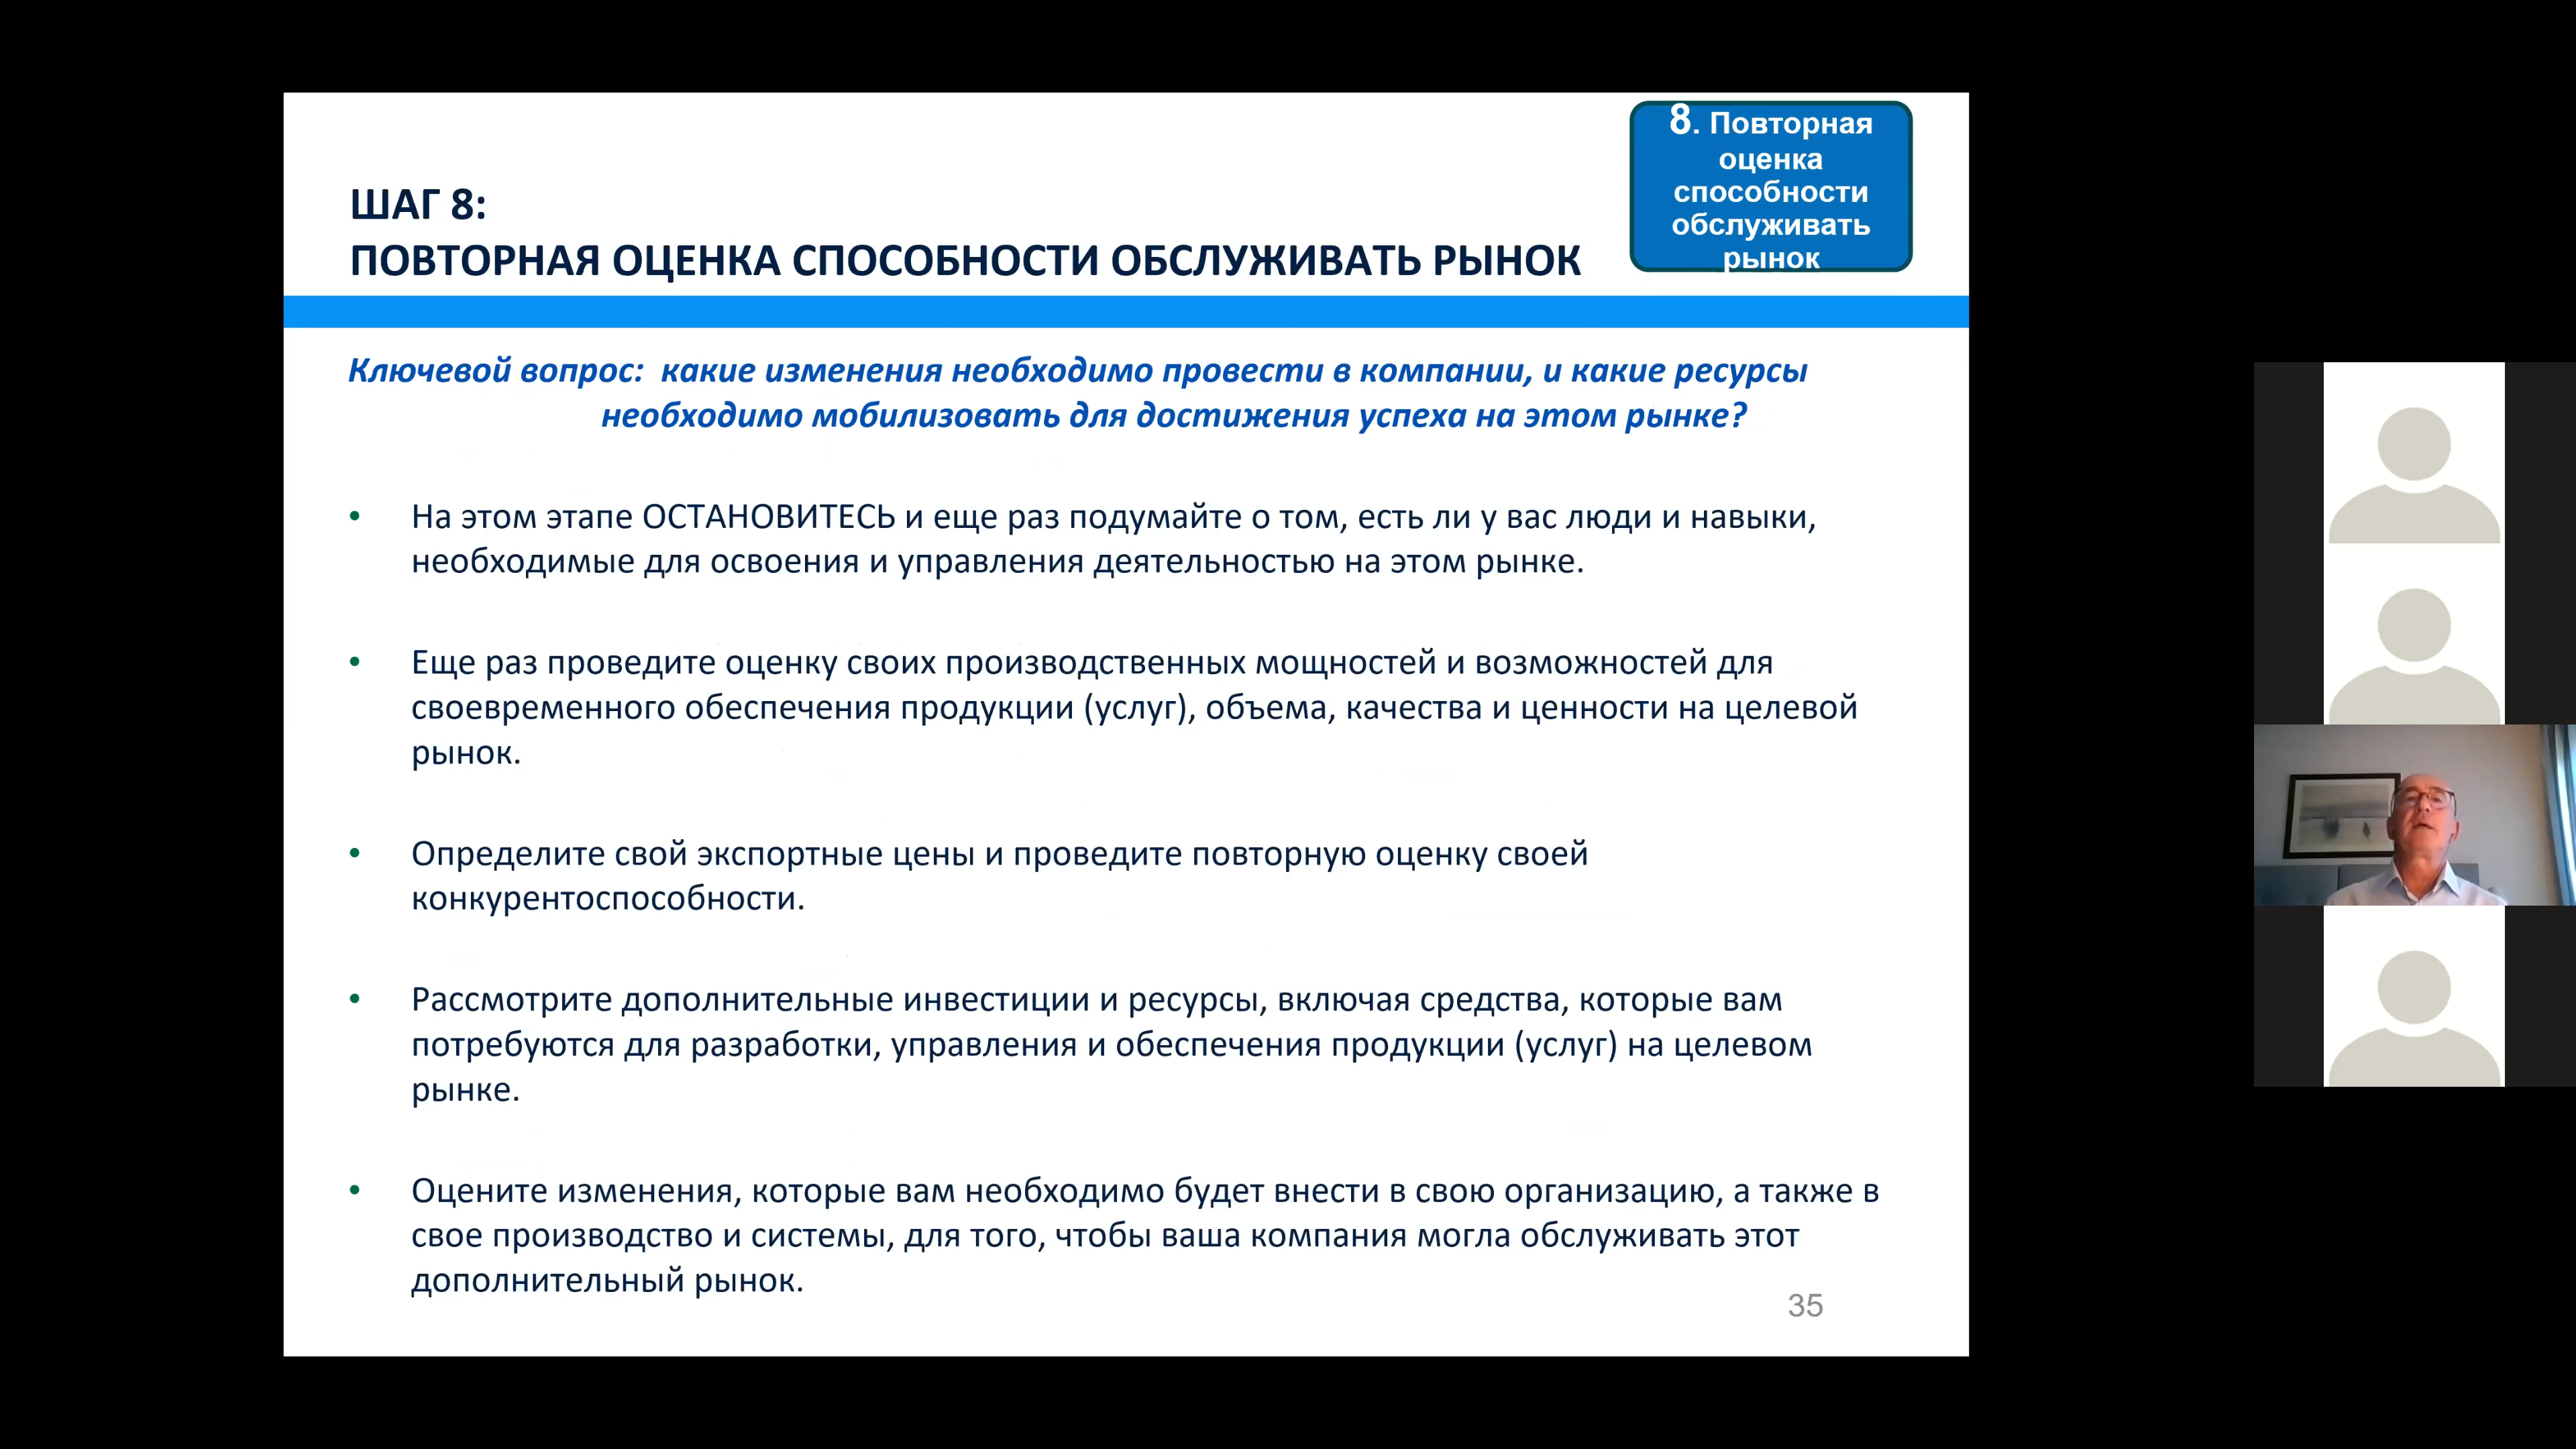 8. Повторная
оценка
способности
обслуживать
рынок
ШАГ 8:
ПОВТОРНАЯ ОЦЕНКА СПОСОБНОСТИ ОБСЛУЖИВАТЬ РЫНОК
Ключевой вопрос: какие изменения необходимо провести в компании, и какие ресурсы
необходимо мобилизовать для достижения успеха на этом рынке?
• На этом этапе ОСТАНОВИТЕСЬ и еще раз подумайте о том, есть ли у вас люди и навыки,
необходимые для освоения и управления деятельностью на этом рынке.
• Еще раз проведите оценку своих производственных мощностей и возможностей для
своевременного обеспечения продукции (услуг), объема, качества и ценности на целевой
рынок.
• Определите свой экспортные цены и проведите повторную оценку своей
конкурентоспособности.
• Рассмотрите дополнительные инвестиции и ресурсы, включая средства, которые вам
потребуются для разработки, управления и обеспечения продукции (услуг) на целевом
рынке.
• Оцените изменения, которые вам необходимо будет внести в свою организацию, а также в
свое производство и системы, для того, чтобы ваша компания могла обслуживать этот
дополнительный рынок.
35